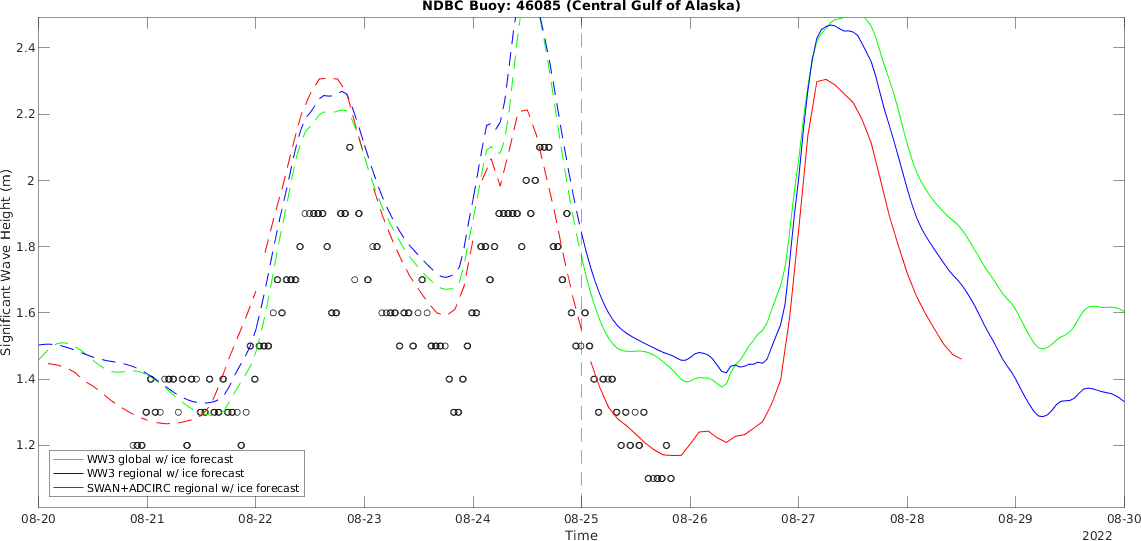 NDBC Buoy: 46085 (Central Gulf of Alaska)
2.4
2.2
2
1.8
1.6
1.4
1.2
Significant Wave Height (m)
WW3 global w/ ice forecast
WW3 regional w/ ice forecast
SWAN+ADCIRC regional w/ ice forecast
08-20 08-21 08-22 08-23 08-24 08-25 08-26 08-27 08-28 08-29 08-30
Time
2022